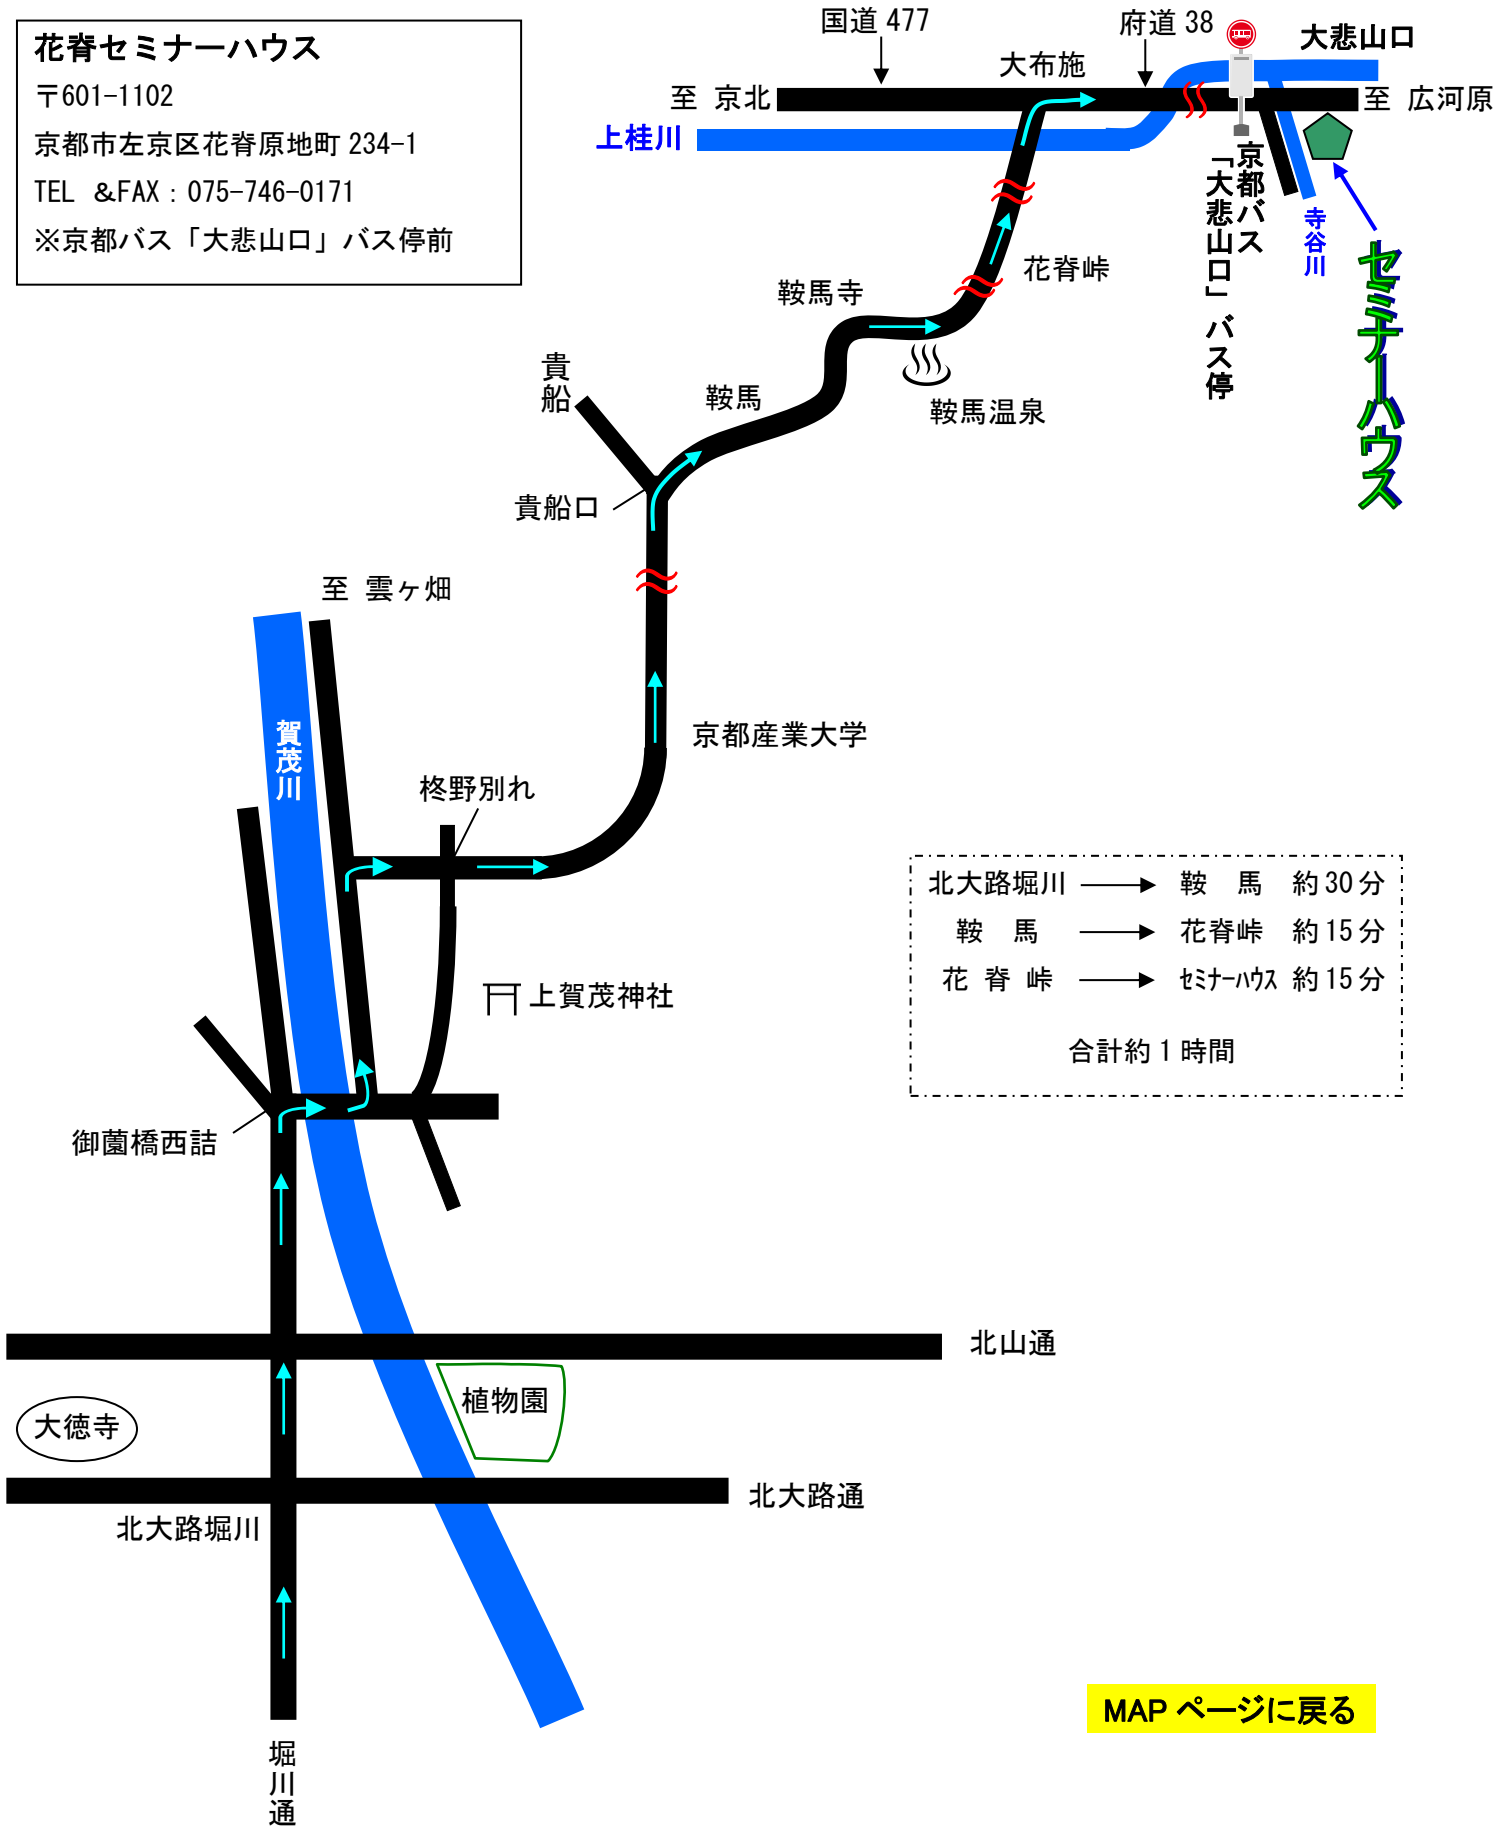 花脊セミナーハウス
〒601-1102
京都市左京区花脊原地町 234-1
TEL &FAX：075-746-0171
※京都バス「大悲山口」バス停前
国道 477
府道 38
大悲山口
大布施
至 京北
至 広河原
上桂川
京都バス
「大悲山口」バス停
寺谷川
セミナーハウス
花脊峠
鞍馬寺
貴船
鞍馬
鞍馬温泉
貴船口
至 雲ヶ畑
賀茂川
京都産業大学
柊野別れ
北大路堀川 鞍 馬 約 30 分
鞍 馬 花脊峠 約 15 分
花 脊 峠 ｾﾐﾅｰﾊｳｽ 約 15 分
合計約 1 時間
上賀茂神社
御薗橋西詰
北山通
植物園
大徳寺
北大路通
北大路堀川
MAP ページに戻る
堀川通